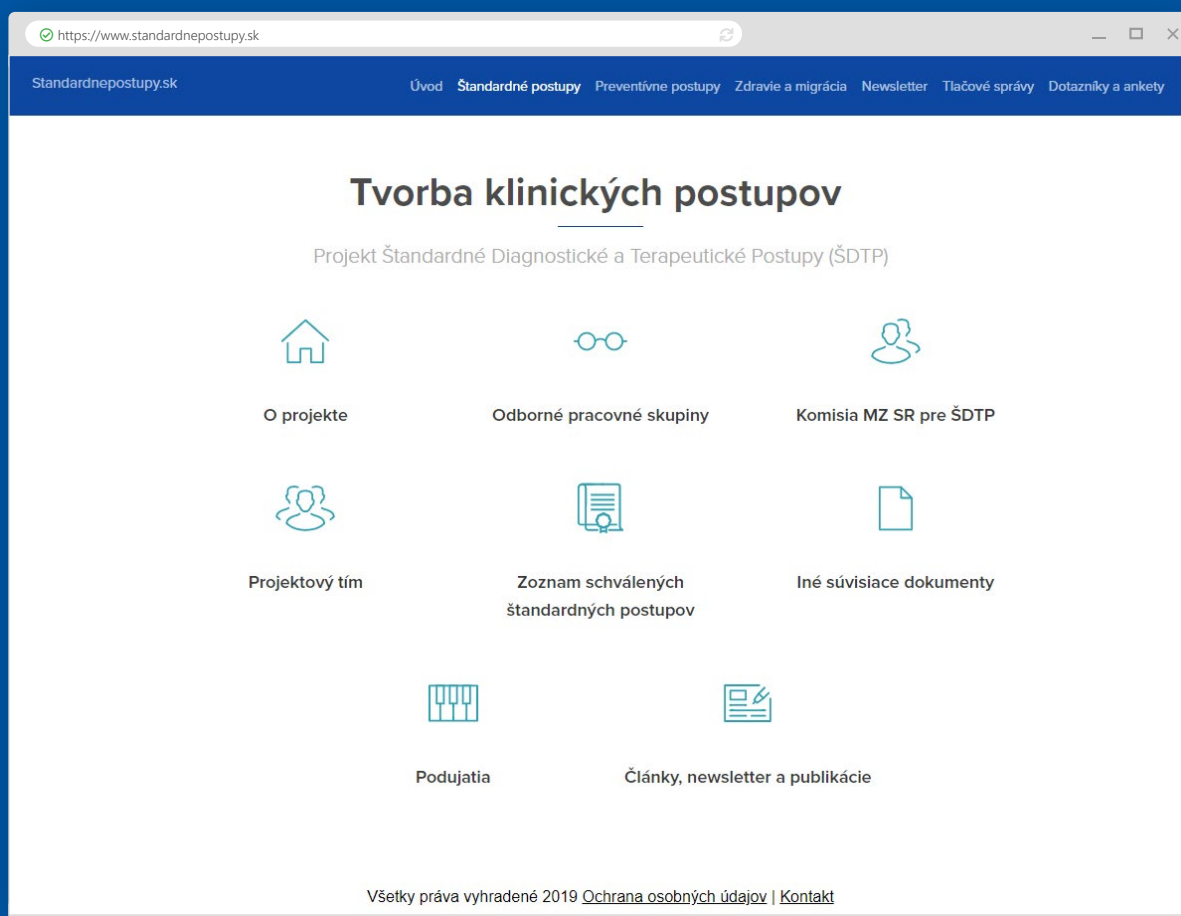 https://www.standardnepostupy.sk
Standardnepostupy.sk
Úvod Štandardné postupy Preventívne postupy Zdravie a migrácia Newsletter Tlačové správy Dotazníky a ankety
Tvorba klinických postupov
Projekt Štandardné Diagnostické a Terapeutické Postupy (ŠDTP)
O projekte
Odborné pracovné skupiny
Komisia MZ SR pre ŠDTP
Projektový tím
Zoznam schválených
štandardných postupov
Iné súvisiace dokumenty
Podujatia
Články, newsletter a publikácie
Všetky práva vyhradené 2019 Ochrana osobných údajov | Kontakt